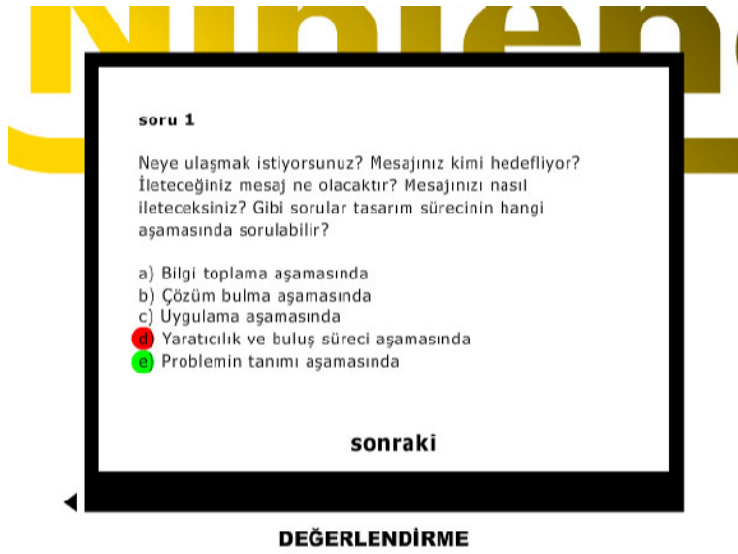 soru 1
Neye ulaşmak istiyorsunuz? Mesajınız kimi hedefliyor?
İleteceğiniz mesaj ne olacaktır? Mesajınızı nasıl
ileteceksiniz? Gibi sorular tasarım sürecinin hangi
aşamasında sorulabilir?
a) Bilgi toplama aşamasında
b) Çözüm bulma aşamasında
c) Uygulama aşamasında
d) Yaratıcılık ve buluş süreci aşamasında
e) Problemin tanımı aşamasında
sonraki
DEĞERLENDİRME